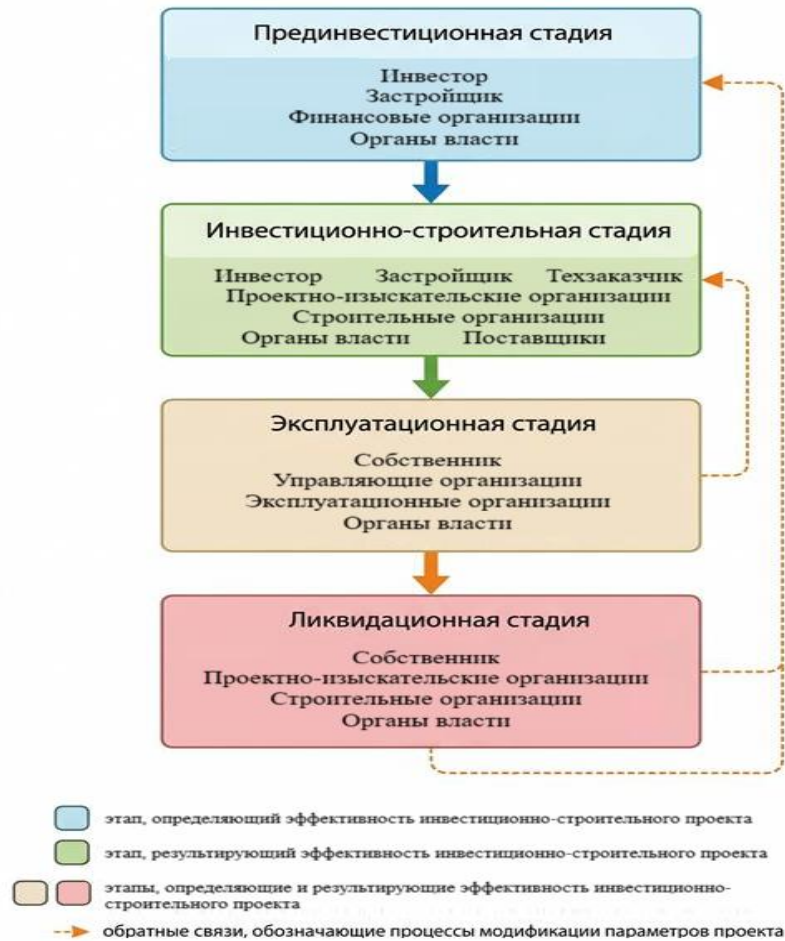 Прединвестиционная стадия
Инвестор
Застройщик
Финансовые организации
Органы власти
Инвестиционно-строительная стадия
Инвестор Застройщик Техзаказчик
Проектно-изыскательские организации
Строительные организации
Органы власти Поставщики
Эксплуатационная стадия
Собственник
Управляющие организации
Эксплуатационные организации
Органы власти
Ликвидационная стадия
Собственник
Проектно-изыскательские организации
Строительные организации
Органы власти
этап, определяющий эффективность инвестиционно-строительного проекта
этап, результирующий эффективность инвестиционно-строительного проекта
этапы, определяющие и результирующие эффективность инвестиционно-
строительного проекта
обратные связи, обозначающие процессы модификации параметров проекта